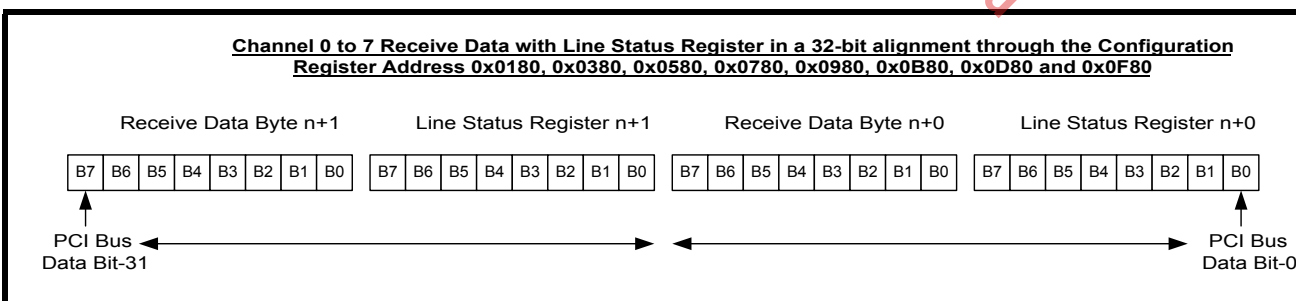 Channel 0 to 7 Receive Data with Line Status Register in a 32-bit alignment through the Configuration
Register Address 0x0180, 0x0380, 0x0580, 0x0780, 0x0980, 0x0B80, 0x0D80 and 0x0F80
Receive Data Byte n+1 Line Status Register n+1 Receive Data Byte n+0 Line Status Register n+0
B7 B6 B5 B4 B3 B2 B1 B0 B7 B6 B5 B4 B3 B2 B1 B0 B7 B6 B5 B4 B3 B2 B1 B0 B7 B6 B5 B4 B3 B2 B1 B0
PCI Bus PCI Bus
Data Bit-31 Data Bit-0